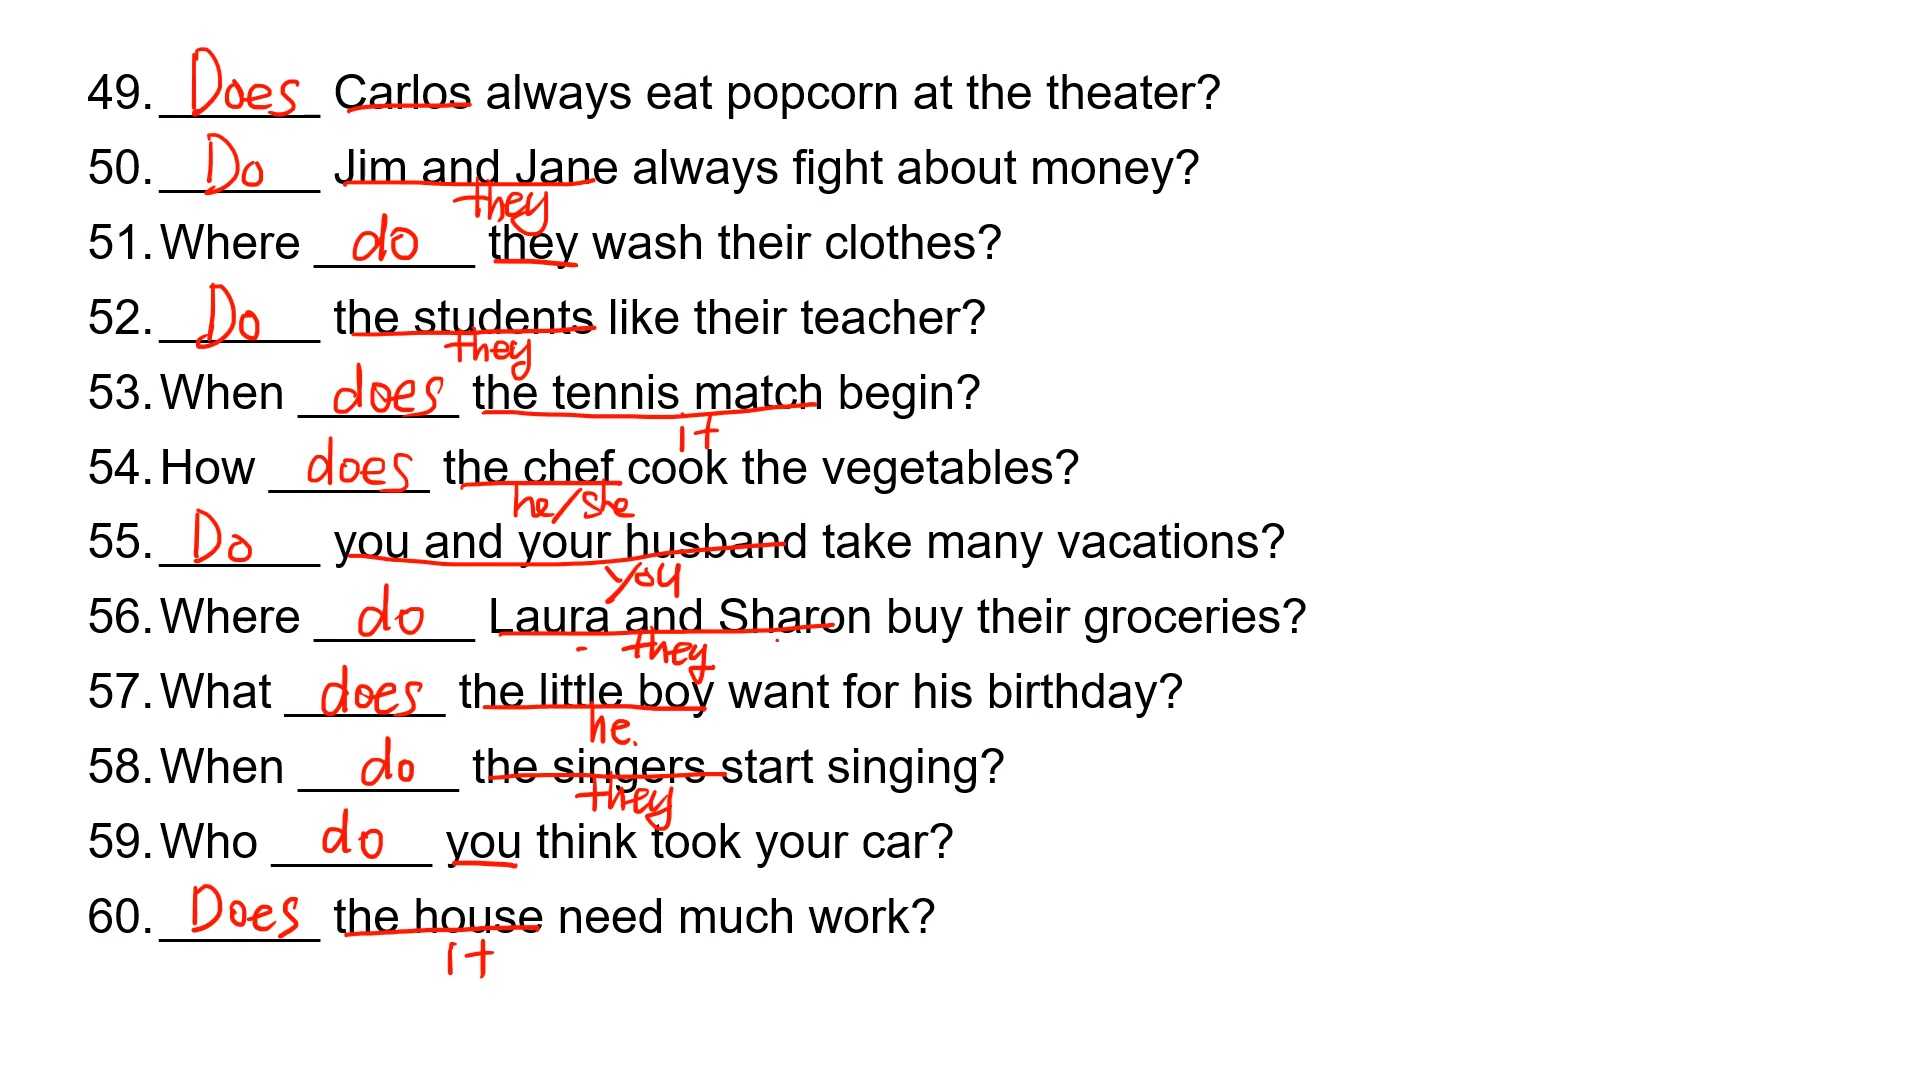 49. Does Carlos always eat popcorn at the theater?
50. Do Jim and Jane always fight about money?
they
51. Where do they wash their clothes?
52. Do the students like their teacher?
they
53. When does the tennis match begin?
it
54. How does the chef cook the vegetables?
he/she
55. Do you and your husband take many vacations?
you
56. Where do Laura and Sharon buy their groceries?
they
57. What does the little boy want for his birthday?
he.
58. When do the singers start singing?
they
59. Who do you think took your car?
60. Does the house need much work?
it